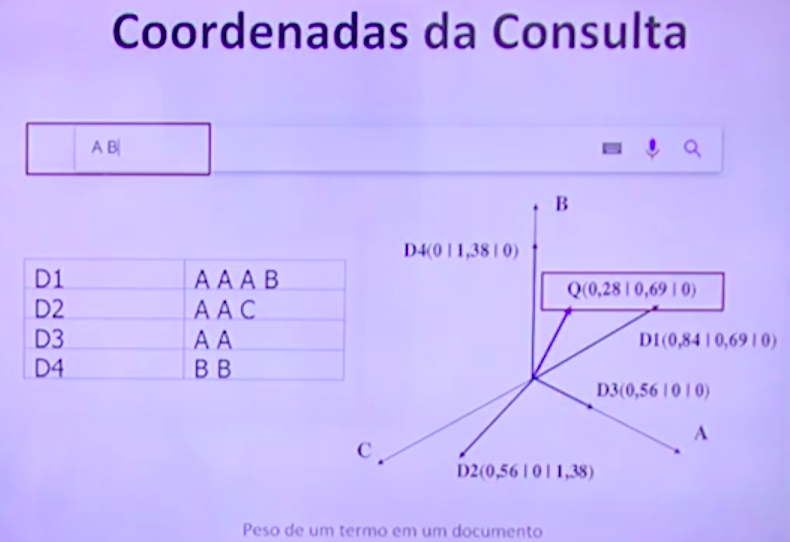 Coordenadas da Consulta
A B
B
D4(0 | 1,38 | 0)
Q(0,28 | 0,69 | 0)
D1 A A A B
D2 A A C
D3 A A
D4 B B
D1(0,84 | 0,69 | 0)
D3(0,56 | 0 | 0)
A
C
D2(0,56 | 0 | 1,38)
Peso de um termo em um documento